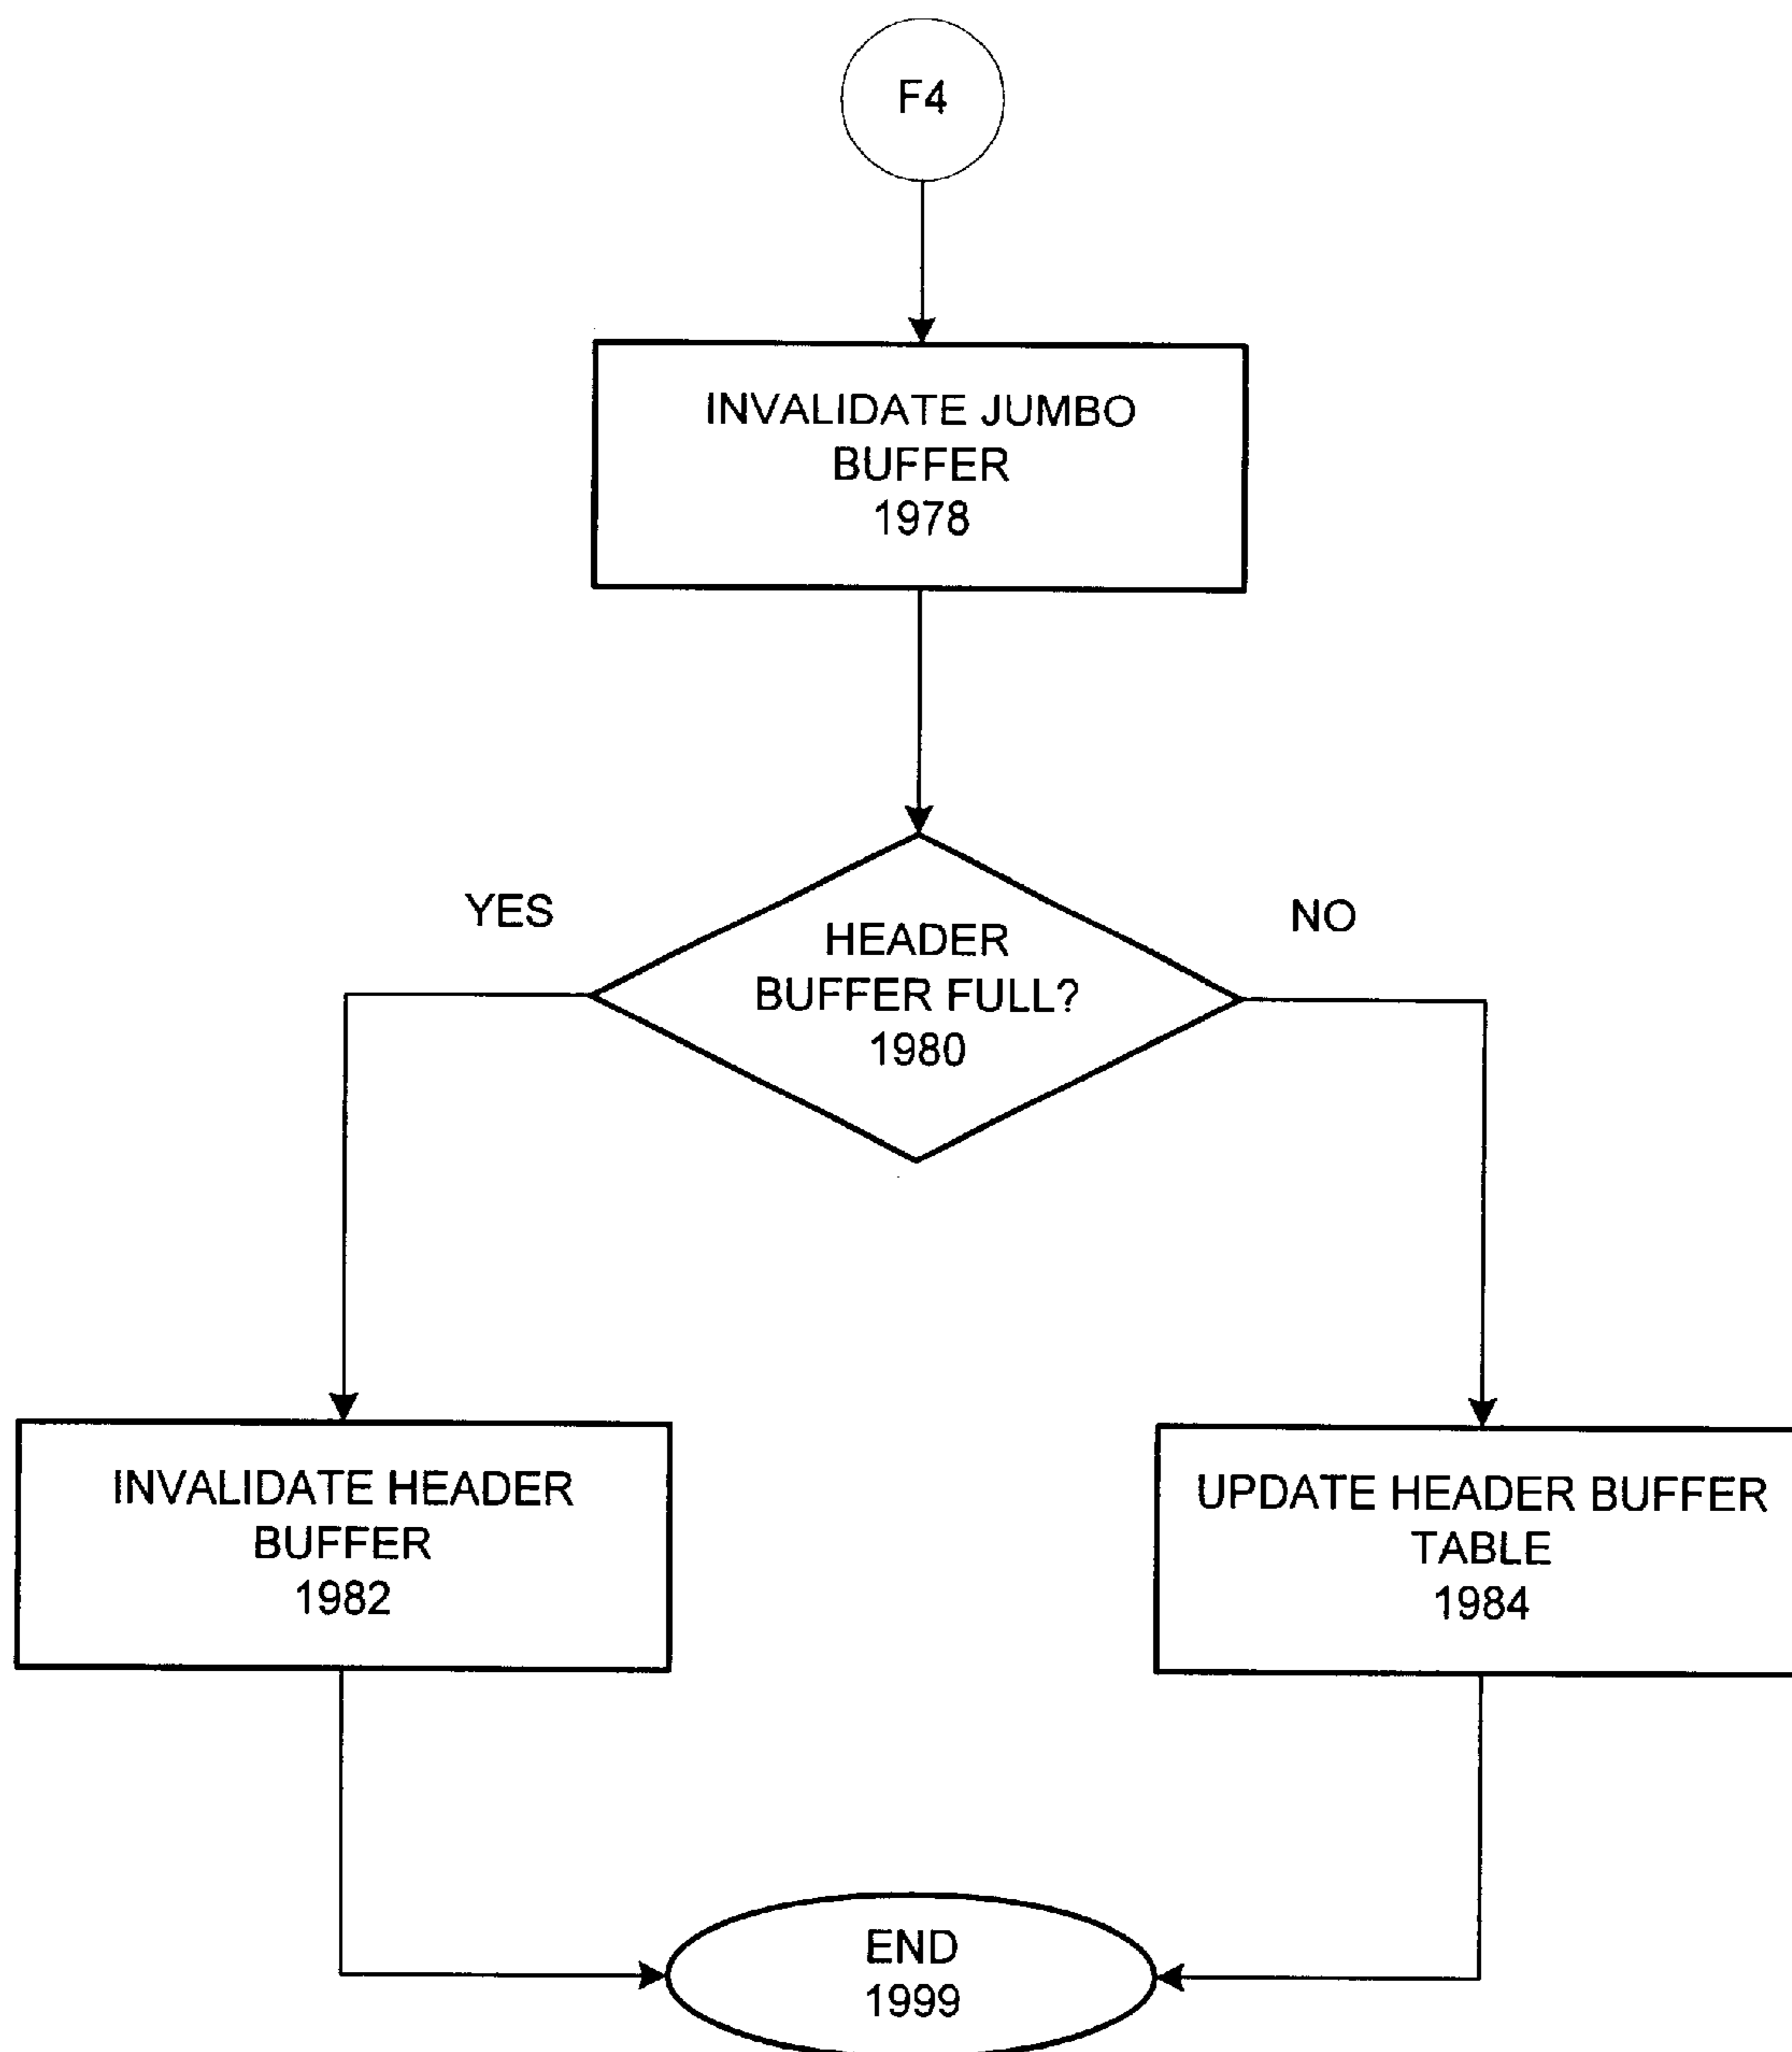 F4
INVALIDATE JUMBO
BUFFER
1978
YES
NO
HEADER
BUFFER FULL?
1980
INVALIDATE HEADER
BUFFER
1982
UPDATE HEADER BUFFER
TABLE
1984
END
1999